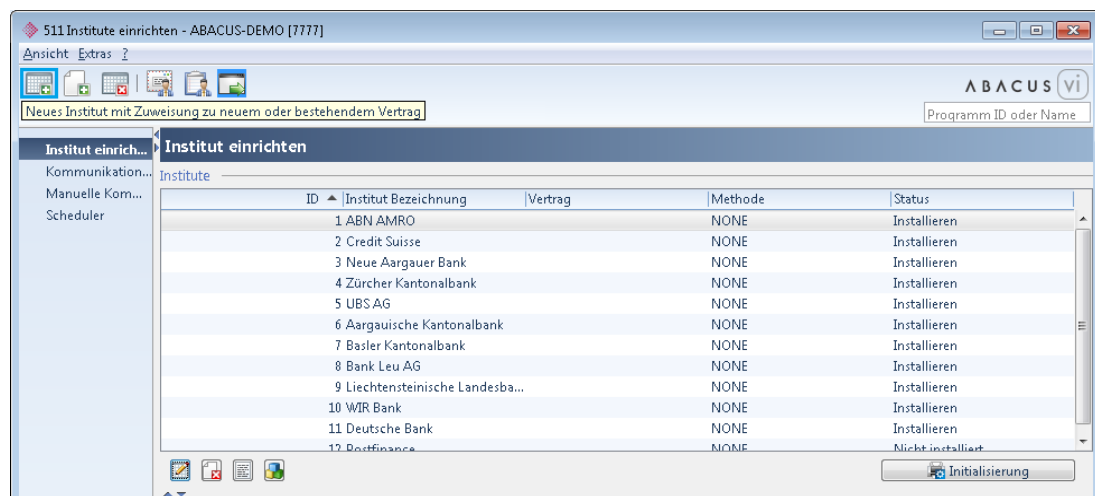 511 Institute einrichten - ABACUS-DEMO [7777]
Ansicht Extras ?
ABACUS vi
Neues Institut mit Zuweisung zu neuem oder bestehendem Vertrag
Programm ID oder Name
Institut einrich...
Kommunikation...
Manuelle Kom...
Scheduler
Institut einrichten
Institute
ID Institut Bezeichnung Vertrag Methode Status
1 ABN AMRO NONE Installieren
2 Credit Suisse NONE Installieren
3 Neue Aargauer Bank NONE Installieren
4 Zürcher Kantonalbank NONE Installieren
5 UBS AG NONE Installieren
6 Aargauische Kantonalbank NONE Installieren
7 Basler Kantonalbank NONE Installieren
8 Bank Leu AG NONE Installieren
9 Liechtensteinische Landesba... NONE Installieren
10 WIR Bank NONE Installieren
11 Deutsche Bank NONE Installieren
12 Postfinance NONE Nicht installiert
Initialisierung